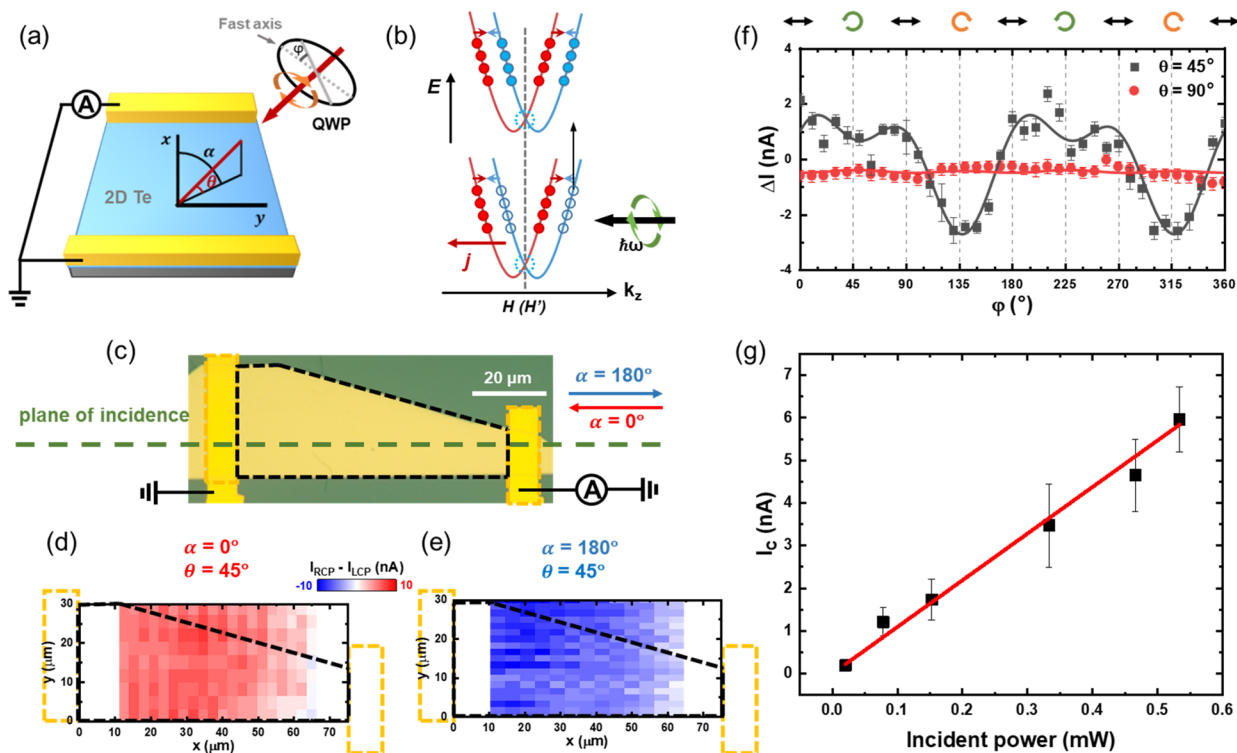 (a)
Fast axis
φ
QWP
A
x
α
θ
y
2D Te
(b)
E
j
ħω
H (H')
k_z
(c)
20 μm
α = 180°
α = 0°
plane of incidence
A
(d)
α = 0°
θ = 45°
I_RCP - I_LCP (nA)
-10
10
30
20
10
0
y (μm)
0 10 20 30 40 50 60 70
x (μm)
(e)
α = 180°
θ = 45°
30
20
10
0
y (μm)
0 10 20 30 40 50 60 70
x (μm)
(f)
θ = 45°
θ = 90°
4
2
0
-2
-4
ΔI (nA)
0 45 90 135 180 225 270 315 360
φ (°)
(g)
7
6
5
4
3
2
1
0
I_C (nA)
0.0 0.1 0.2 0.3 0.4 0.5 0.6
Incident power (mW)